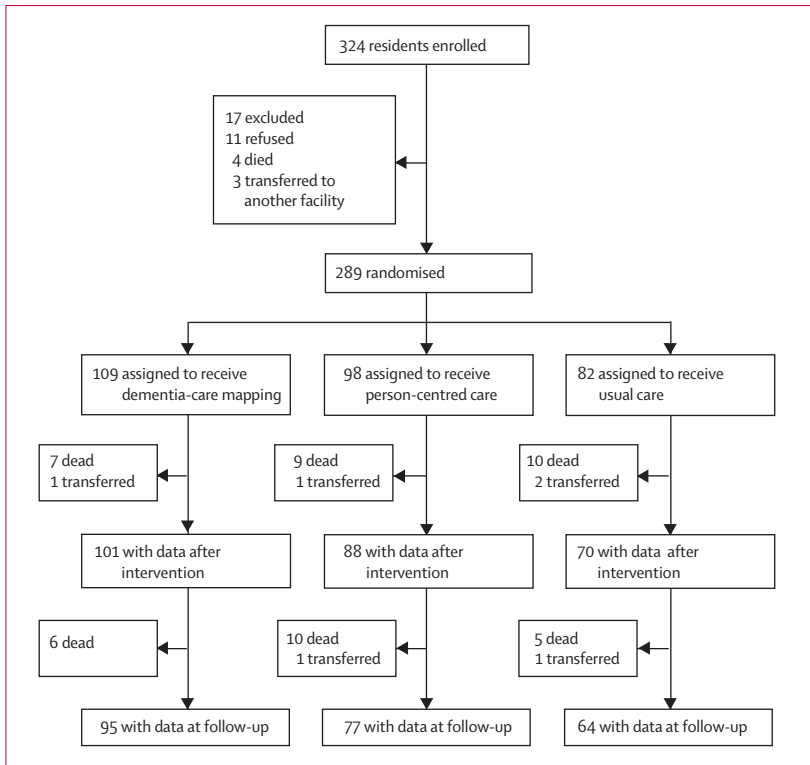 324 residents enrolled
17 excluded
11 refused
4 died
3 transferred to
another facility
289 randomised
109 assigned to receive
dementia-care mapping
98 assigned to receive
person-centred care
82 assigned to receive
usual care
7 dead
1 transferred
9 dead
1 transferred
10 dead
2 transferred
101 with data after
intervention
88 with data after
intervention
70 with data after
intervention
6 dead
10 dead
1 transferred
5 dead
1 transferred
95 with data at follow-up
77 with data at follow-up
64 with data at follow-up